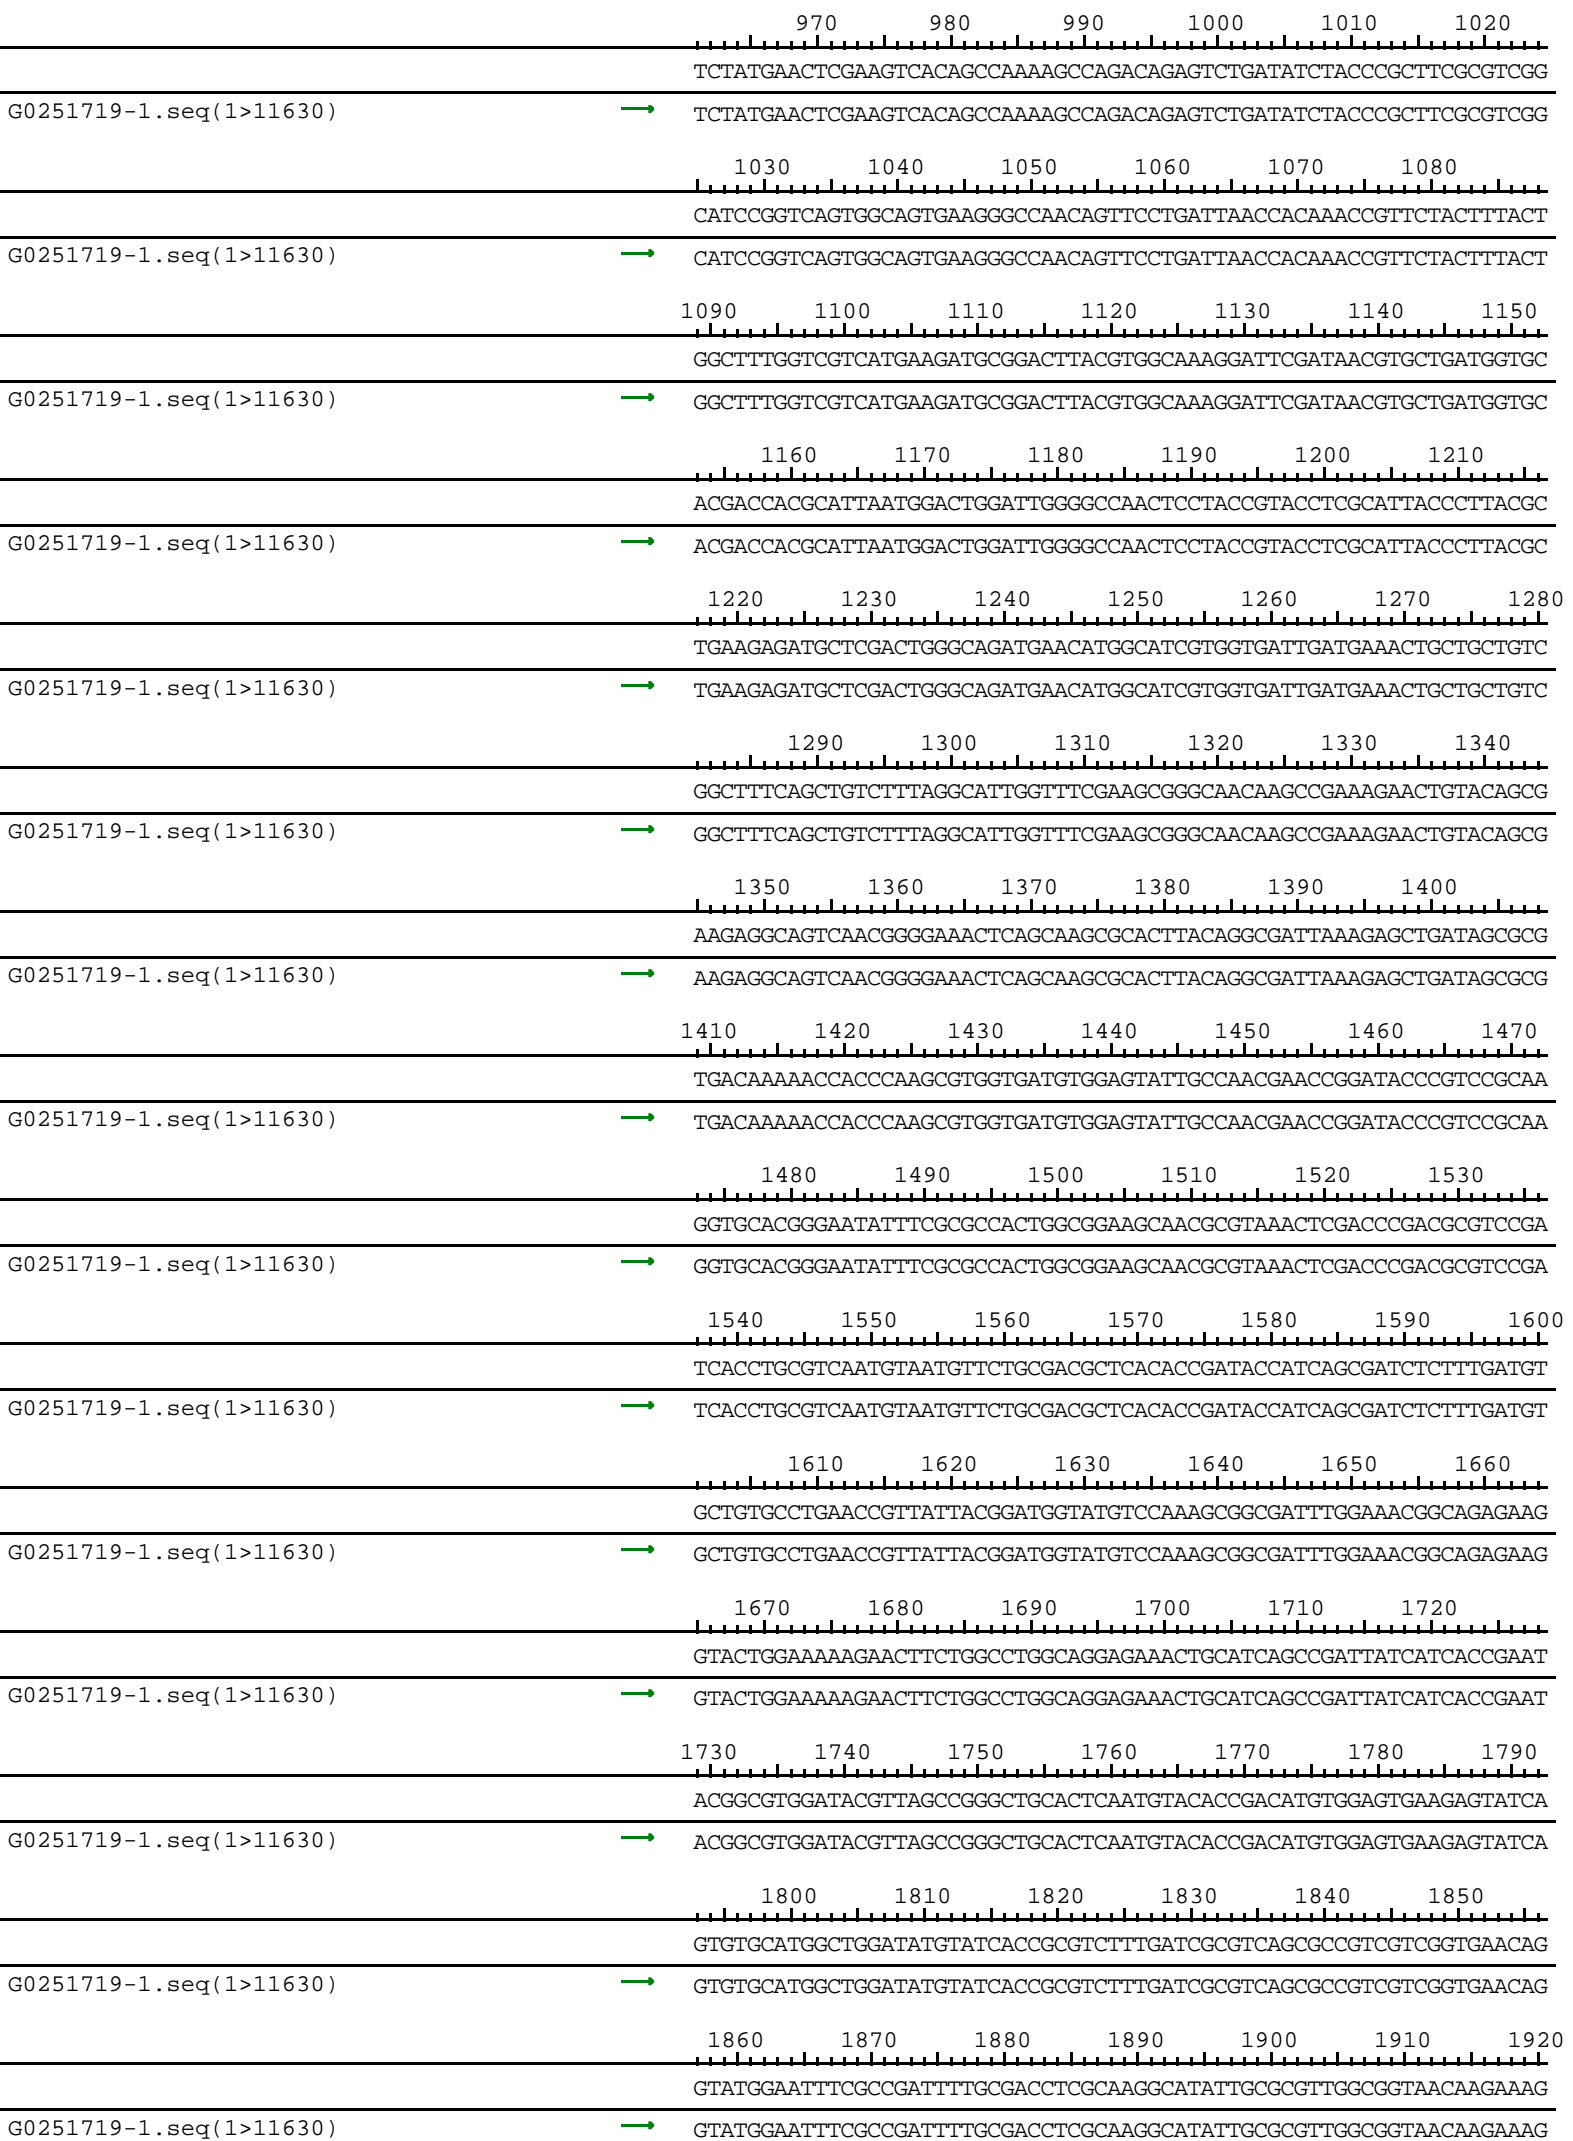 970 980 990 1000 1010 1020
TCTATGAACTCGAAGTCACAGCCAAAAGCCAGACAGAGTCTGATATCTACCCGCTTCGCGTCGG
G0251719-1.seq(1>11630) TCTATGAACTCGAAGTCACAGCCAAAAGCCAGACAGAGTCTGATATCTACCCGCTTCGCGTCGG
1030 1040 1050 1060 1070 1080
CATCCGGTCAGTGGCAGTGAAGGGCCAACAGTTCCTGATTAACCACAAACCGTTCTACTTTACT
G0251719-1.seq(1>11630) CATCCGGTCAGTGGCAGTGAAGGGCCAACAGTTCCTGATTAACCACAAACCGTTCTACTTTACT
1090 1100 1110 1120 1130 1140 1150
GGCTTTGGTCGTCATGAAGATGCGGACTTACGTGGCAAAGGATTCGATAACGTGCTGATGGTGC
G0251719-1.seq(1>11630) GGCTTTGGTCGTCATGAAGATGCGGACTTACGTGGCAAAGGATTCGATAACGTGCTGATGGTGC
1160 1170 1180 1190 1200 1210
ACGACCACGCATTAATGGACTGGATTGGGGCCAACTCCTACCGTACCTCGCATTACCCTTACGC
G0251719-1.seq(1>11630) ACGACCACGCATTAATGGACTGGATTGGGGCCAACTCCTACCGTACCTCGCATTACCCTTACGC
1220 1230 1240 1250 1260 1270 1280
TGAAGAGATGCTCGACTGGGCAGATGAACATGGCATCGTGGTGATTGATGAAACTGCTGCTGTC
G0251719-1.seq(1>11630) TGAAGAGATGCTCGACTGGGCAGATGAACATGGCATCGTGGTGATTGATGAAACTGCTGCTGTC
1290 1300 1310 1320 1330 1340
GGCTTTCAGCTGTCTTTAGGCATTGGTTTCGAAGCGGGCAACAAGCCGAAAGAACTGTACAGCG
G0251719-1.seq(1>11630) GGCTTTCAGCTGTCTTTAGGCATTGGTTTCGAAGCGGGCAACAAGCCGAAAGAACTGTACAGCG
1350 1360 1370 1380 1390 1400
AAGAGGCAGTCAACGGGGAAACTCAGCAAGCGCACTTACAGGCGATTAAAGAGCTGATAGCGCG
G0251719-1.seq(1>11630) AAGAGGCAGTCAACGGGGAAACTCAGCAAGCGCACTTACAGGCGATTAAAGAGCTGATAGCGCG
1410 1420 1430 1440 1450 1460 1470
TGACAAAAACCACCCAAGCGTGGTGATGTGGAGTATTGCCAACGAACCGGATACCCGTCCGCAA
G0251719-1.seq(1>11630) TGACAAAAACCACCCAAGCGTGGTGATGTGGAGTATTGCCAACGAACCGGATACCCGTCCGCAA
1480 1490 1500 1510 1520 1530
GGTGCACGGGAATATTTCGCGCCACTGGCGGAAGCAACGCGTAAACTCGACCCGACGCGTCCGA
G0251719-1.seq(1>11630) GGTGCACGGGAATATTTCGCGCCACTGGCGGAAGCAACGCGTAAACTCGACCCGACGCGTCCGA
1540 1550 1560 1570 1580 1590 1600
TCACCTGCGTCAATGTAATGTTCTGCGACGCTCACACCGATACCATCAGCGATCTCTTTGATGT
G0251719-1.seq(1>11630) TCACCTGCGTCAATGTAATGTTCTGCGACGCTCACACCGATACCATCAGCGATCTCTTTGATGT
1610 1620 1630 1640 1650 1660
GCTGTGCCTGAACCGTTATTACGGATGGTATGTCCAAAGCGGCGATTTGGAAACGGCAGAGAAG
G0251719-1.seq(1>11630) GCTGTGCCTGAACCGTTATTACGGATGGTATGTCCAAAGCGGCGATTTGGAAACGGCAGAGAAG
1670 1680 1690 1700 1710 1720
GTACTGGAAAAAGAACTTCTGGCCTGGCAGGAGAAACTGCATCAGCCGATTATCATCACCGAAT
G0251719-1.seq(1>11630) GTACTGGAAAAAGAACTTCTGGCCTGGCAGGAGAAACTGCATCAGCCGATTATCATCACCGAAT
1730 1740 1750 1760 1770 1780 1790
ACGGCGTGGATACGTTAGCCGGGCTGCACTCAATGTACACCGACATGTGGAGTGAAGAGTATCA
G0251719-1.seq(1>11630) ACGGCGTGGATACGTTAGCCGGGCTGCACTCAATGTACACCGACATGTGGAGTGAAGAGTATCA
1800 1810 1820 1830 1840 1850
GTGTGCATGGCTGGATATGTATCACCGCGTCTTTGATCGCGTCAGCGCCGTCGTCGGTGAACAG
G0251719-1.seq(1>11630) GTGTGCATGGCTGGATATGTATCACCGCGTCTTTGATCGCGTCAGCGCCGTCGTCGGTGAACAG
1860 1870 1880 1890 1900 1910 1920
GTATGGAATTTCGCCGATTTTGCGACCTCGCAAGGCATATTGCGCGTTGGCGGTAACAAGAAAG
G0251719-1.seq(1>11630) GTATGGAATTTCGCCGATTTTGCGACCTCGCAAGGCATATTGCGCGTTGGCGGTAACAAGAAAG